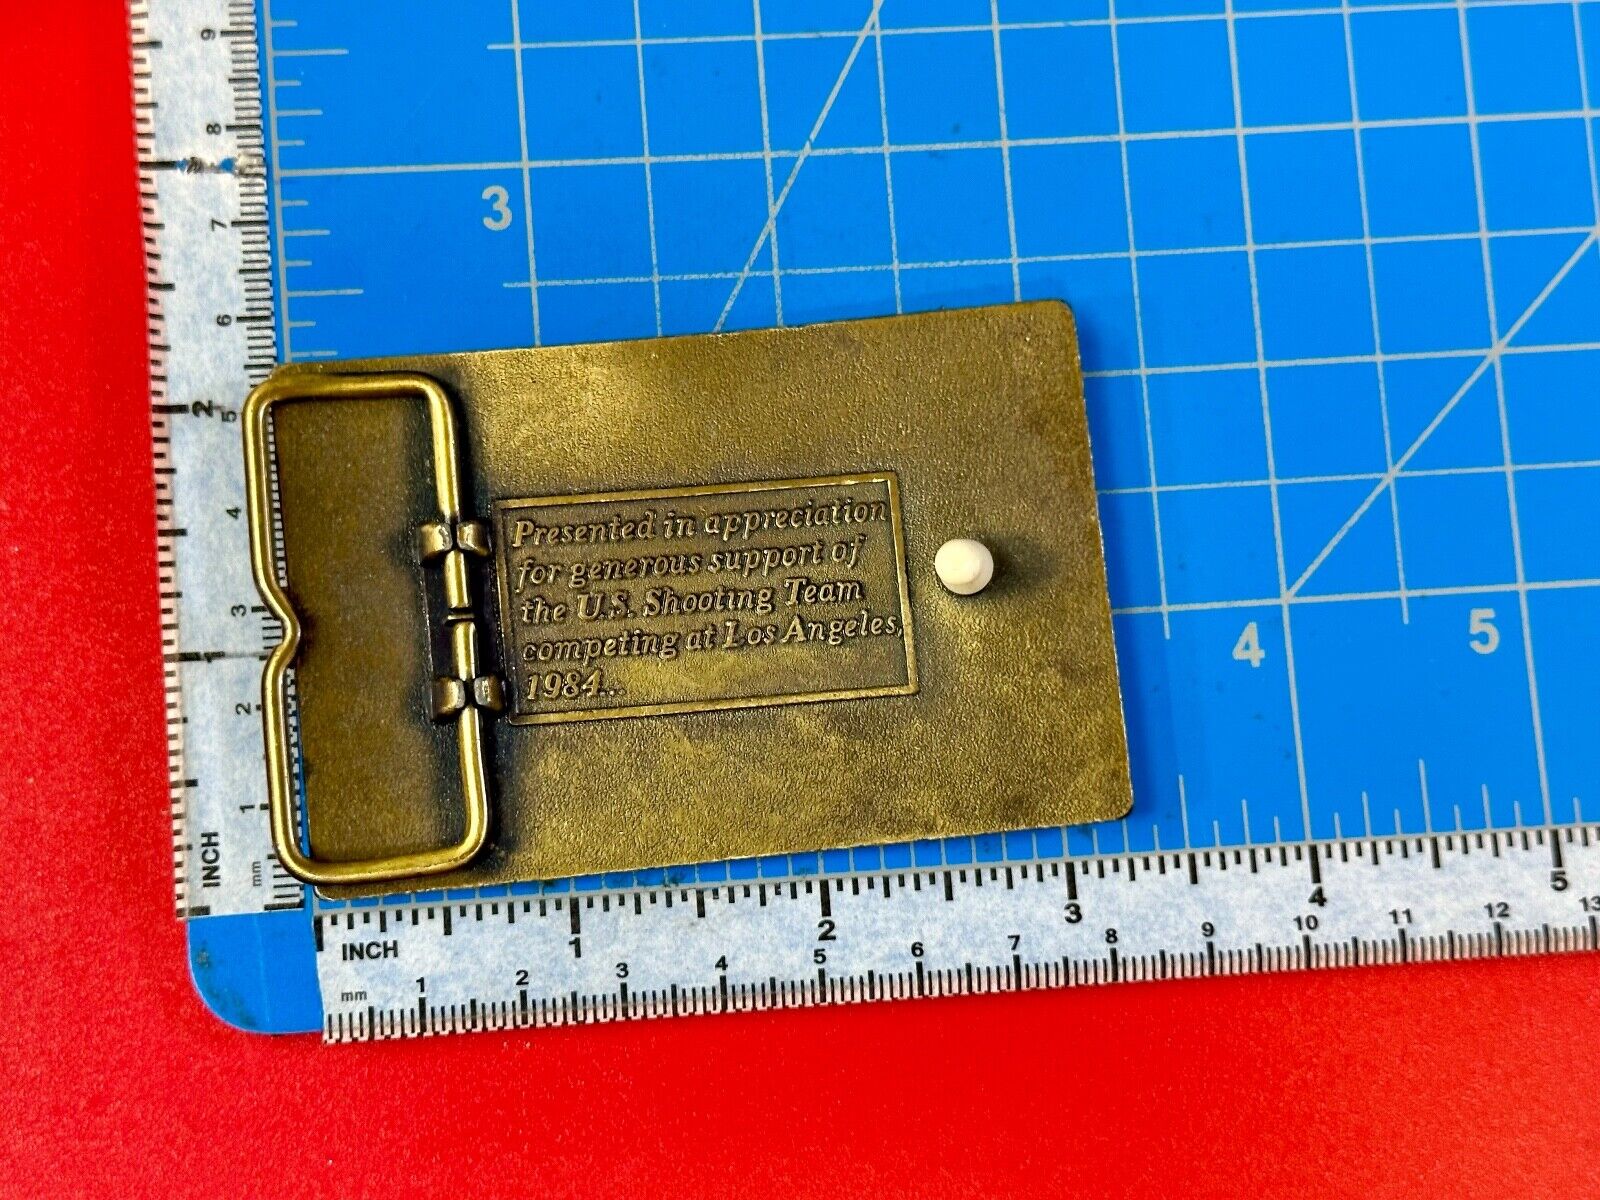 9
8
7
6
2
5
4
3
1
2
1
INCH
mm
3
4
5
Presented in appreciation
for generous support of
the U.S. Shooting Team
competing at Los Angeles,
1984...
INCH 1 2 3 4 5
mm 1 2 3 4 5 6 7 8 9 10 11 12 13